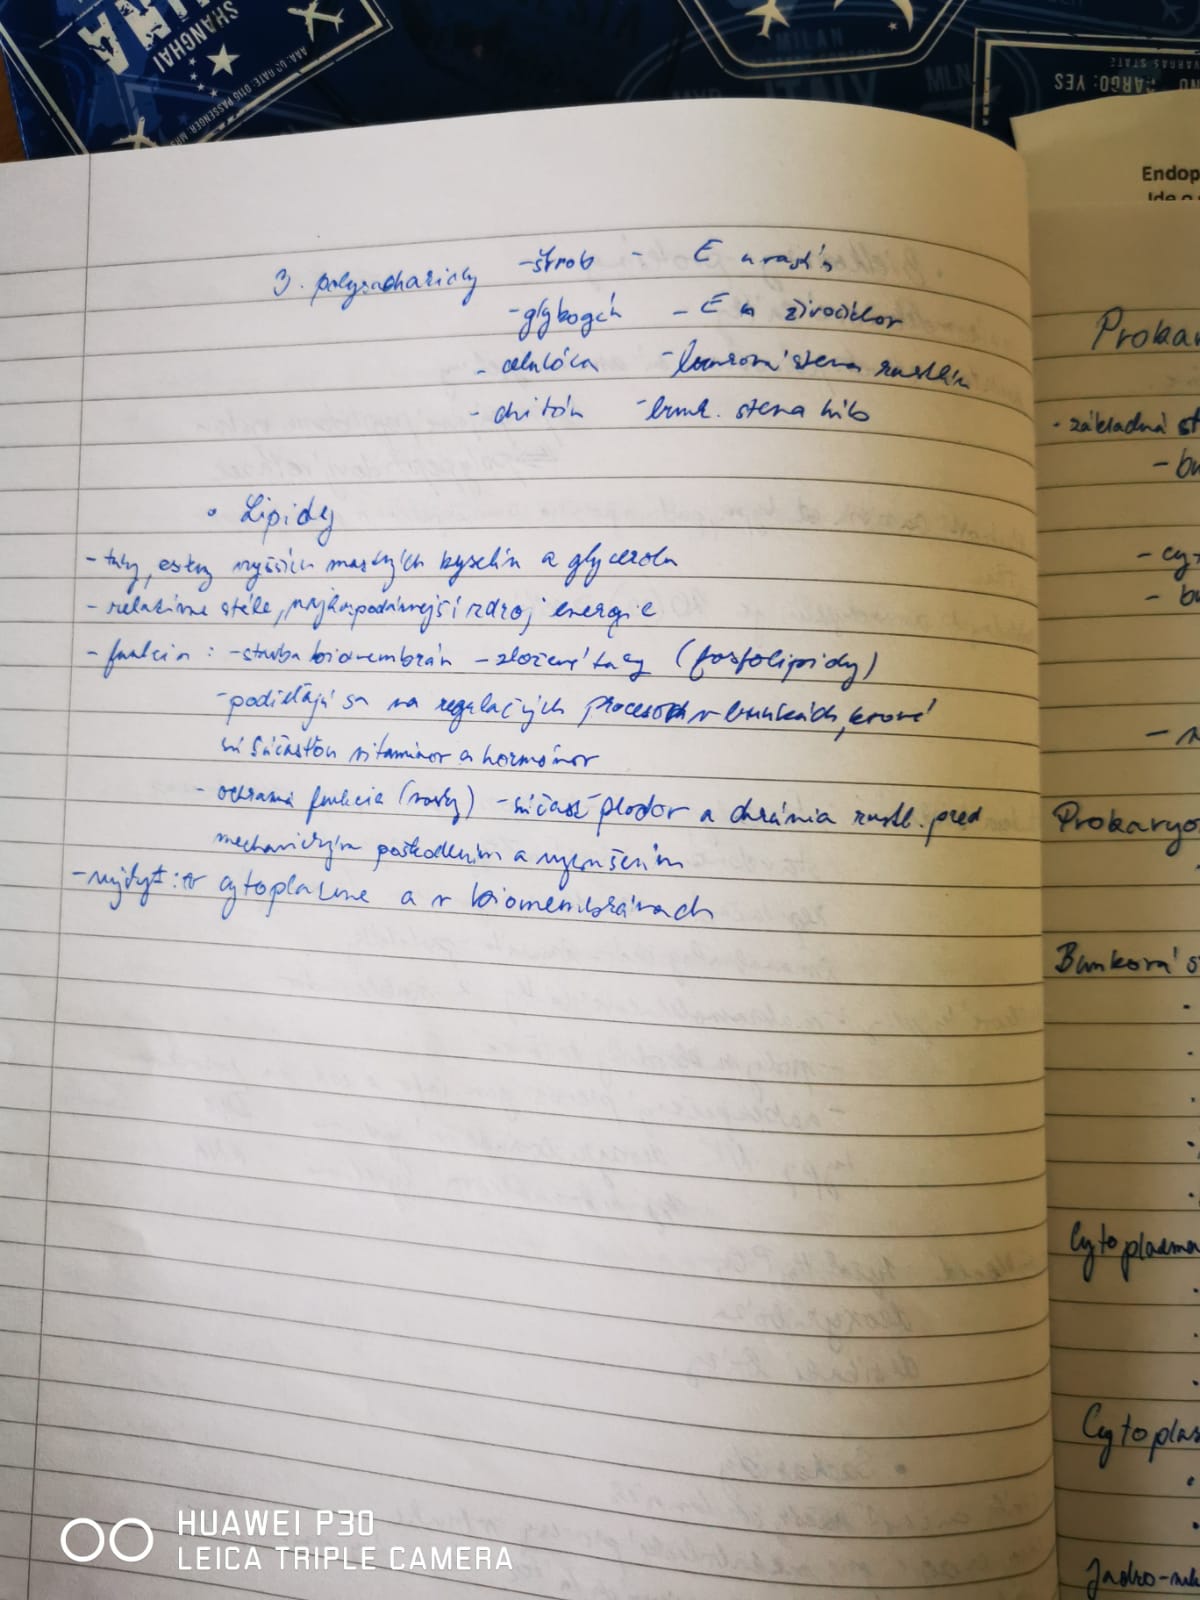 SHANGHAI
MILAN
ITALY
MLN
CARGO: YES
3. polysacharidy -škrob - E u rastlín
-glykogén - E u živočíchov
- celulóza - bunková stena rastlín
- chitín - bunk. stena húb
• Lipidy
- tuky, estery vyšších mastných kyselín a glycerolu
- relatívne stále, najhospodárnejší zdroj energie
- funkcia : - stavba biomembrán - zložené tuky (fosfolipidy)
- podieľajú sa na regulačných procesoch v bunkách, ktoré
sú súčasťou vitamínov a hormónov
- ochranná funkcia (vosky) - súčasť plodov a chránia rastl. pred
mechanickým poškodením a vysušením
- výskyt: v cytoplazme a v biomembránach
Endop
Prokar
- základná št
- bu
- cy
- bu
Prokaryo
Bunková s
Cytoplazma
Cytoplaz
Jadro
HUAWEI P30
LEICA TRIPLE CAMERA